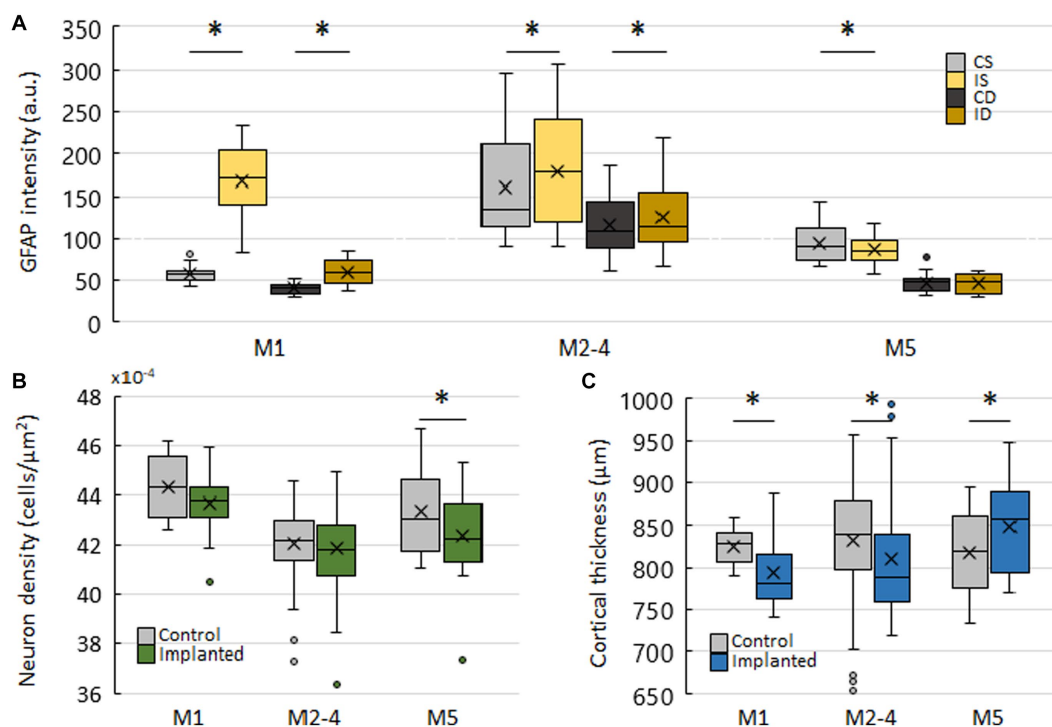 A
350
300
250
200
150
100
50
0
GFAP intensity (a.u.)
* * * * *
CS
IS
CD
ID
M1 M2-4 M5
B
x10-4
48
46
44
42
40
38
36
Neuron density (cells/µm2)
*
Control
Implanted
M1 M2-4 M5
C
1000
950
900
850
800
750
700
650
Cortical thickness (µm)
* * *
Control
Implanted
M1 M2-4 M5